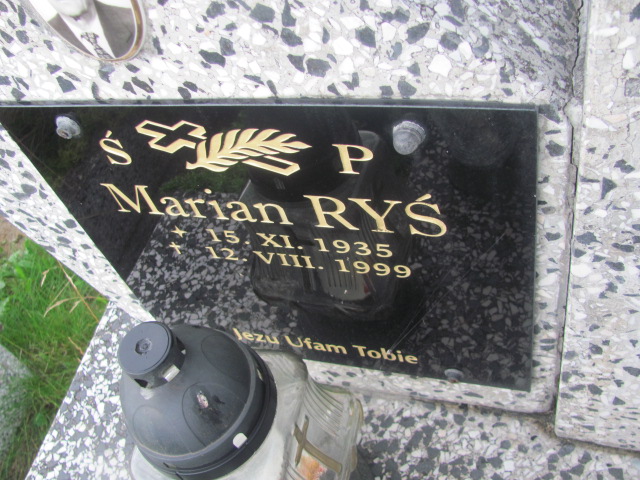 Ś P
Marian RYŚ
* 15. XI. 1935
† 12. VIII. 1999
Jezu Ufam Tobie